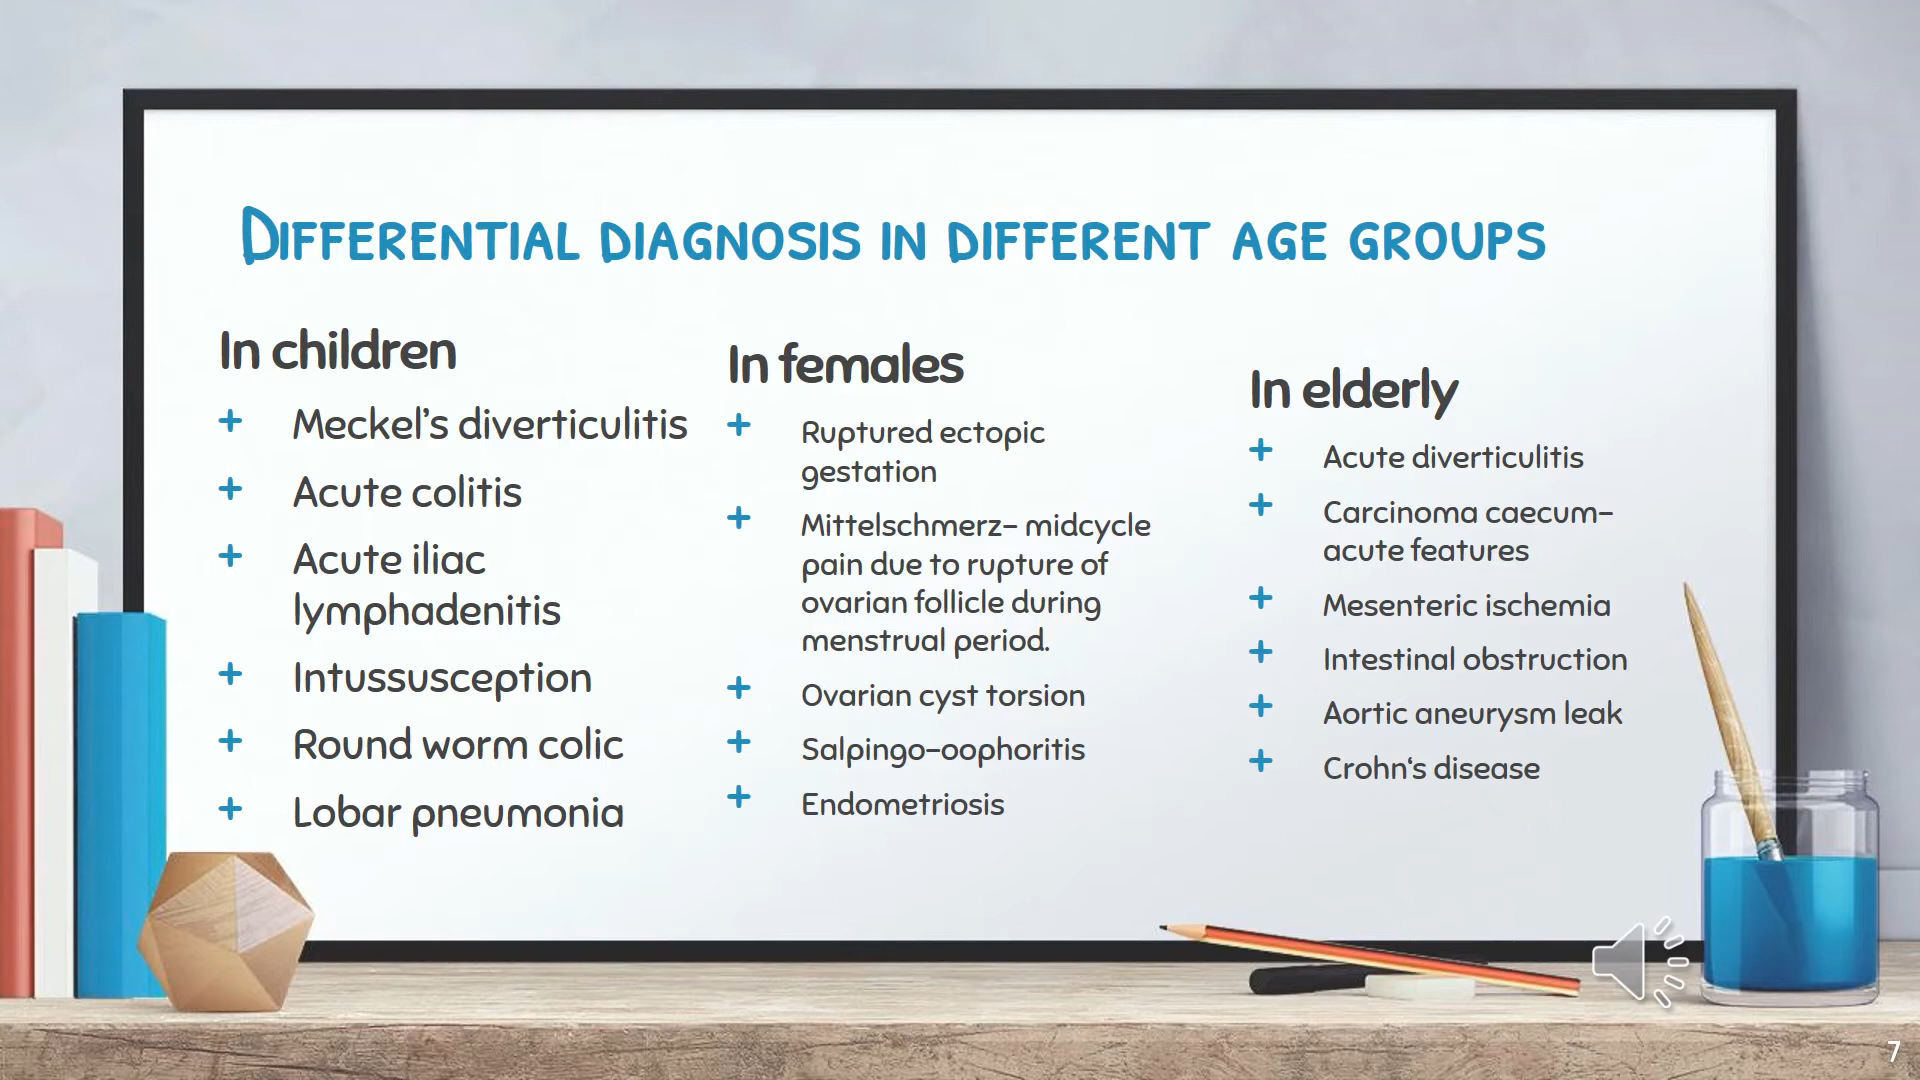 Differential diagnosis in different age groups
In children
+ Meckel’s diverticulitis
+ Acute colitis
+ Acute iliac
lymphadenitis
+ Intussusception
+ Round worm colic
+ Lobar pneumonia
In females
+ Ruptured ectopic
gestation
+ Mittelschmerz– midcycle
pain due to rupture of
ovarian follicle during
menstrual period.
+ Ovarian cyst torsion
+ Salpingo–oophoritis
+ Endometriosis
In elderly
+ Acute diverticulitis
+ Carcinoma caecum–
acute features
+ Mesenteric ischemia
+ Intestinal obstruction
+ Aortic aneurysm leak
+ Crohn‘s disease
7